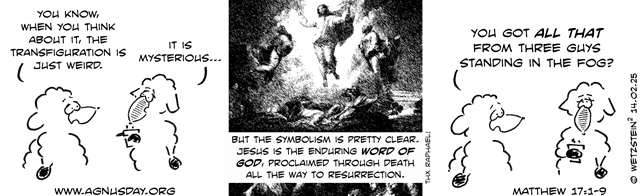 YOU KNOW,
WHEN YOU THINK
ABOUT IT, THE
TRANSFIGURATION IS
JUST WEIRD.
IT IS
MYSTERIOUS...
WWW.AGNUSDAY.ORG
BUT THE SYMBOLISM IS PRETTY CLEAR.
JESUS IS THE ENDURING WORD OF
GOD, PROCLAIMED THROUGH DEATH
ALL THE WAY TO RESURRECTION.
THX RAPHAEL!
YOU GOT ALL THAT
FROM THREE GUYS
STANDING IN THE FOG?
MATTHEW 17:1-9
© WETZSTEIN² 14.02.25